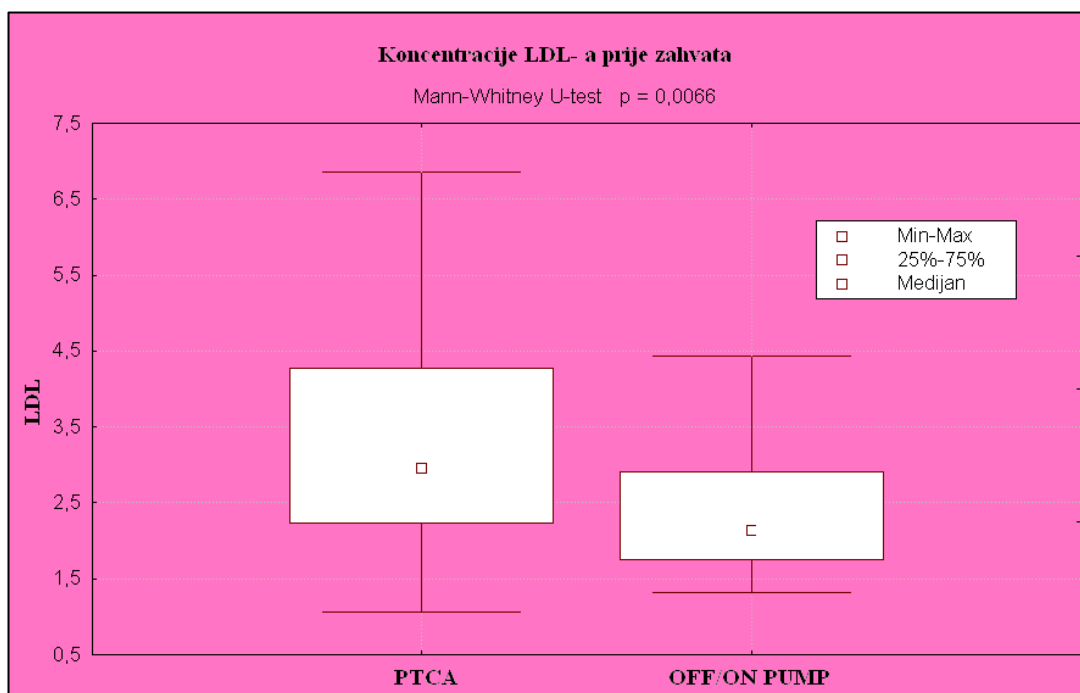 Koncentracije LDL- a prije zahvata
Mann-Whitney U-test p = 0,0066
7,5
6,5
5,5
4,5
3,5
2,5
1,5
0,5
LDL
Min-Max
25%-75%
Medijan
PTCA
OFF/ON PUMP